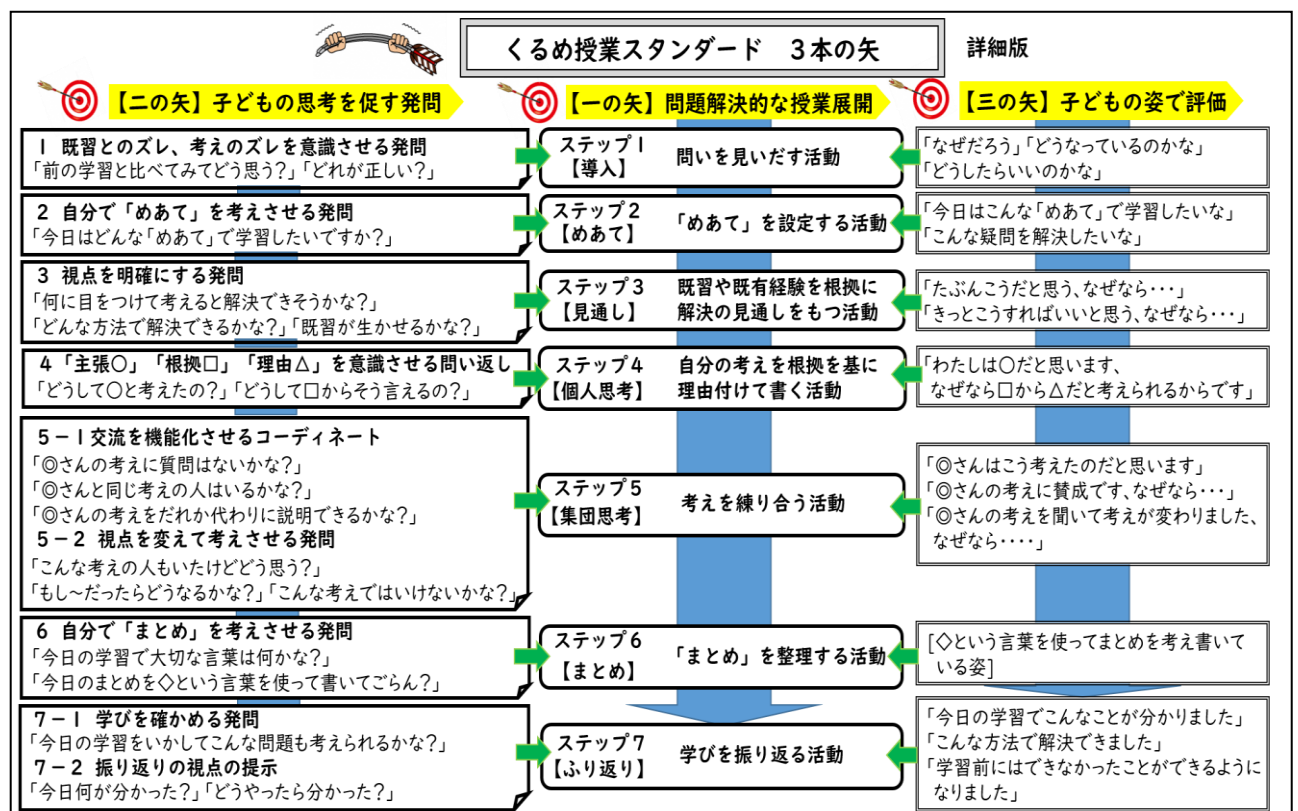 くるめ授業スタンダード 3本の矢
詳細版
【二の矢】子どもの思考を促す発問
【一の矢】問題解決的な授業展開
【三の矢】子どもの姿で評価
1 既習とのズレ、考えのズレを意識させる発問
「前の学習と比べてみてどう思う?」「どれが正しい?」
ステップ1
【導入】
問いを見いだす活動
「なぜだろう」「どうなっているのかな」
「どうしたらいいのかな」
2 自分で「めあて」を考えさせる発問
「今日はどんな「めあて」で学習したいですか?」
ステップ2
【めあて】
「めあて」を設定する活動
「今日はこんな「めあて」で学習したいな」
「こんな疑問を解決したいな」
3 視点を明確にする発問
「何に目をつけて考えると解決できそうかな?」
「どんな方法で解決できるかな?」「既習が生かせるかな?」
ステップ3
【見通し】
既習や既有経験を根拠に
解決の見通しをもつ活動
「たぶんこうだと思う、なぜなら・・・」
「きっとこうすればいいと思う、なぜなら・・・」
4「主張○」「根拠□」「理由△」を意識させる問い返し
「どうして○と考えたの?」「どうして□からそう言えるの?」
ステップ4
【個人思考】
自分の考えを根拠を基に
理由付けて書く活動
「わたしは○だと思います、
なぜなら□から△だと考えられるからです」
5-1交流を機能化させるコーディネート
「◎さんの考えに質問はないかな?」
「◎さんと同じ考えの人はいるかな?」
「◎さんの考えをだれか代わりに説明できるかな?」
5-2 視点を変えて考えさせる発問
「こんな考えの人もいたけどどう思う?」
「もし~だったらどうなるかな?」「こんな考えではいけないかな?」
ステップ5
【集団思考】
考えを練り合う活動
「◎さんはこう考えたのだと思います」
「◎さんの考えに賛成です、なぜなら・・・」
「◎さんの考えを聞いて考えが変わりました、
なぜなら・・・・」
6 自分で「まとめ」を考えさせる発問
「今日の学習で大切な言葉は何かな?」
「今日のまとめを◇という言葉を使って書いてごらん?」
ステップ6
【まとめ】
「まとめ」を整理する活動
[◇という言葉を使ってまとめを考え書いて
いる姿]
7-1 学びを確かめる発問
「今日の学習をいかしてこんな問題も考えられるかな?」
7-2 振り返りの視点の提示
「今日何が分かった?」「どうやったら分かった?」
ステップ7
【ふり返り】
学びを振り返る活動
「今日の学習でこんなことが分かりました」
「こんな方法で解決できました」
「学習前にはできなかったことができるように
なりました」